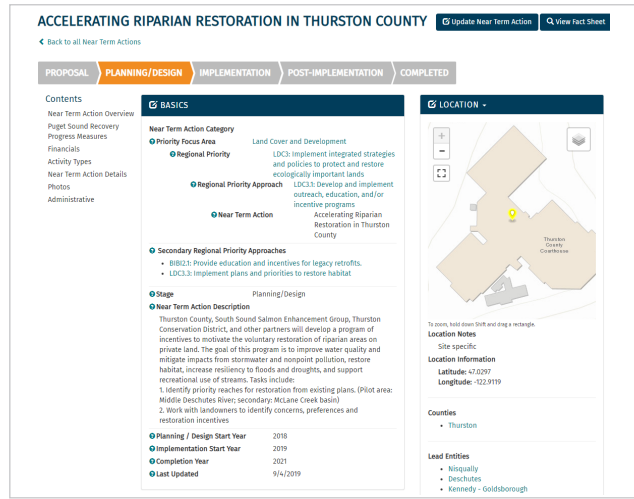 ACCELERATING RIPARIAN RESTORATION IN THURSTON COUNTY
Update Near Term Action
View Fact Sheet
Back to all Near Term Actions
PROPOSAL
PLANNING/DESIGN
IMPLEMENTATION
POST-IMPLEMENTATION
COMPLETED
Contents
Near Term Action Overview
Puget Sound Recovery
Progress Measures
Financials
Activity Types
Near Term Action Details
Photos
Administrative
BASICS
Near Term Action Category
Priority Focus Area Land Cover and Development
Regional Priority LDC3: Implement integrated strategies
and policies to protect and restore
ecologically important lands
Regional Priority Approach LDC3.1: Develop and implement
outreach, education, and/or
incentive programs
Near Term Action Accelerating Riparian
Restoration in Thurston
County
Secondary Regional Priority Approaches
• BIBI2.1: Provide education and incentives for legacy retrofits.
• LDC3.3: Implement plans and priorities to restore habitat
Stage Planning/Design
Near Term Action Description
Thurston County, South Sound Salmon Enhancement Group, Thurston
Conservation District, and other partners will develop a program of
incentives to motivate the voluntary restoration of riparian areas on
private land. The goal of this program is to improve water quality and
mitigate impacts from stormwater and nonpoint pollution, restore
habitat, increase resiliency to floods and droughts, and support
recreational use of streams. Tasks include:
1. Identify priority reaches for restoration from existing plans. (Pilot area:
Middle Deschutes River; secondary: McLane Creek basin)
2. Work with landowners to identify concerns, preferences and
restoration incentives
Planning / Design Start Year 2018
Implementation Start Year 2019
Completion Year 2021
Last Updated 9/4/2019
LOCATION
+
−
Thurston
County
Courthouse
To zoom, hold down Shift and drag a rectangle.
Location Notes
Site specific
Location Information
Latitude: 47.0297
Longitude: -122.9119
Counties
• Thurston
Lead Entities
• Nisqually
• Deschutes
• Kennedy - Goldsborough